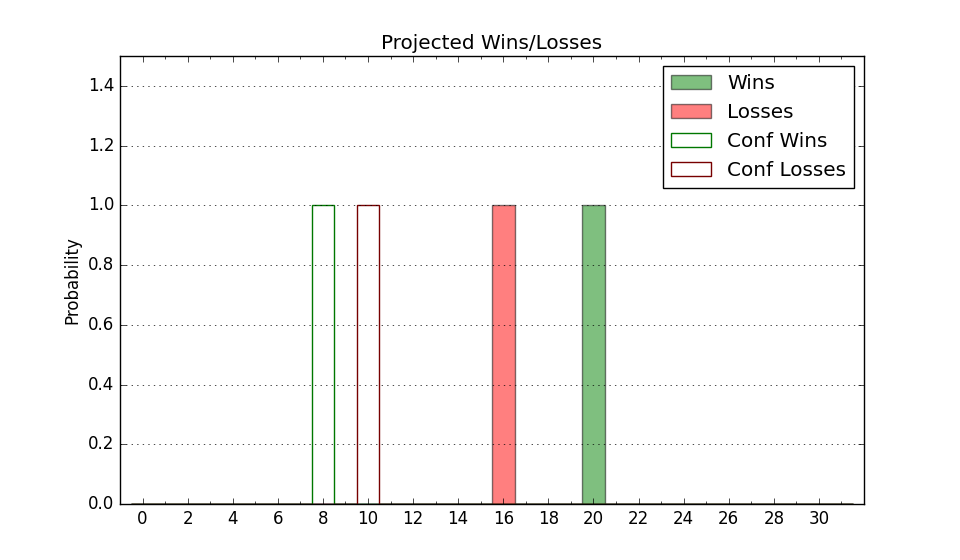 Projected Wins/Losses
1.4
1.2
1.0
0.8
0.6
0.4
0.2
0.0
Probability
Wins
Losses
Conf Wins
Conf Losses
0 2 4 6 8 10 12 14 16 18 20 22 24 26 28 30